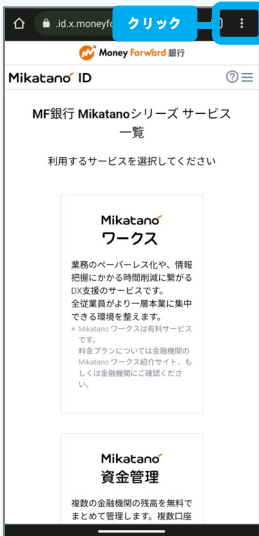 .id.x.moneyfo
クリック
Money Forward 銀行
Mikatano ID
MF銀行 Mikatanoシリーズ サービス
一覧
利用するサービスを選択してください
Mikatano
ワークス
業務のペーパーレス化や、情報
把握にかかる時間削減に繋がる
DX支援のサービスです。
全従業員がより一層本業に集中
できる環境を整えます。
* Mikatano ワークスは有料サービス
です。
料金プランについては金融機関の
Mikatano ワークス紹介サイト、も
しくは金融機関にご確認くださ
い。
Mikatano
資金管理
複数の金融機関の残高を無料で
まとめて管理します。複数口座